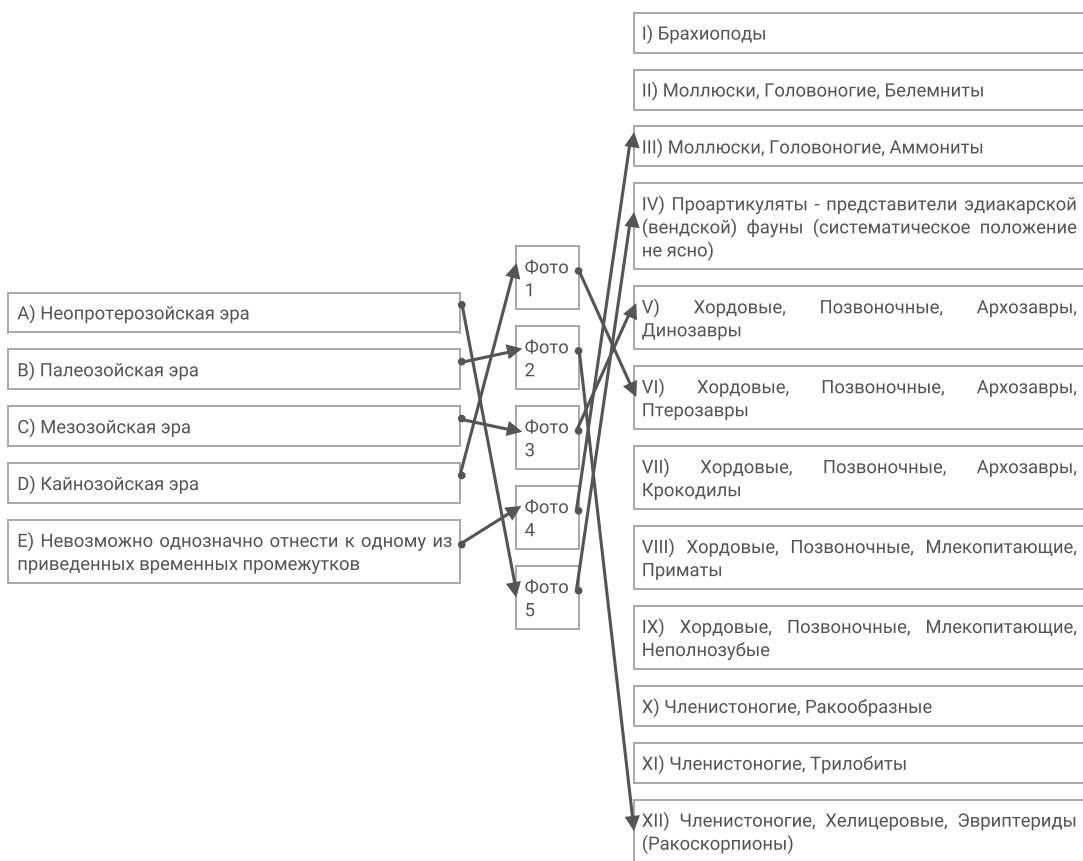 I) Брахиоподы
II) Моллюски, Головоногие, Белемниты
III) Моллюски, Головоногие, Аммониты
IV) Проартикуляты - представители эдиакарской
(вендской) фауны (систематическое положение
не ясно)
V) Хордовые, Позвоночные, Архозавры,
Динозавры
VI) Хордовые, Позвоночные, Архозавры,
Птерозавры
VII) Хордовые, Позвоночные, Архозавры,
Крокодилы
VIII) Хордовые, Позвоночные, Млекопитающие,
Приматы
IX) Хордовые, Позвоночные, Млекопитающие,
Неполнозубые
X) Членистоногие, Ракообразные
XI) Членистоногие, Трилобиты
XII) Членистоногие, Хелицеровые, Эвриптериды
(Ракоскорпионы)
Фото
1
Фото
2
Фото
3
Фото
4
Фото
5
A) Неопротерозойская эра
B) Палеозойская эра
C) Мезозойская эра
D) Кайнозойская эра
E) Невозможно однозначно отнести к одному из
приведенных временных промежутков